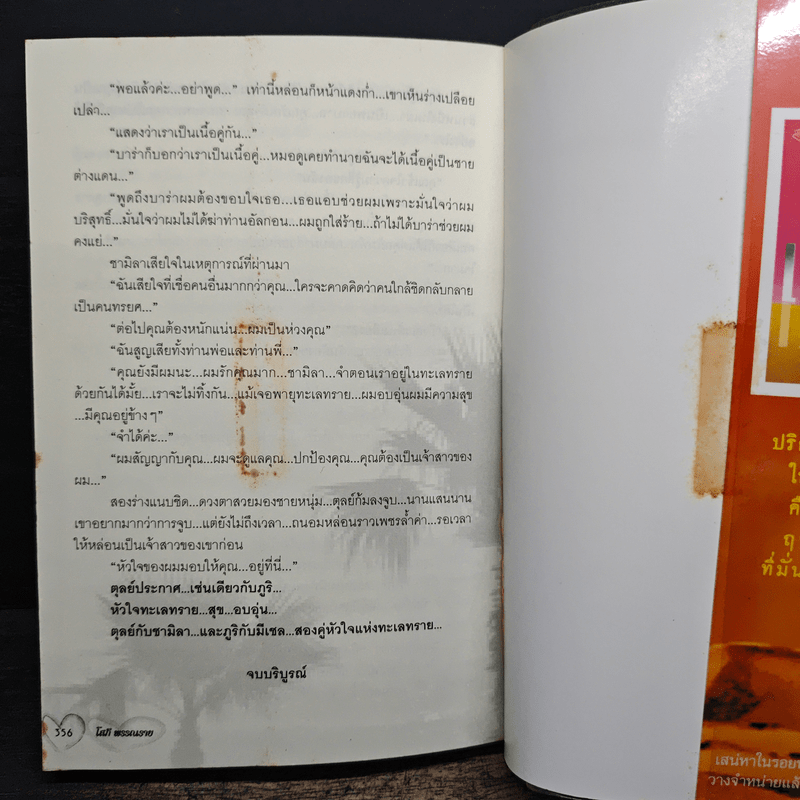 “พอแล้วค่ะ...อย่าพูด...” เท่านี้หล่อนก็หน้าแดงก่ำ...เขาเห็นร่างเปลือย
เปล่า...
“แสดงว่าเราเป็นเนื้อคู่กัน...”
“บาร่าก็บอกว่าเราเป็นเนื้อคู่...หมอดูเคยทำนายฉันจะได้เนื้อคู่เป็นชาย
ต่างแดน...”
“พูดถึงบาร่าผมต้องขอบใจเธอ...เธอแอบช่วยผมเพราะมั่นใจว่าผม
บริสุทธิ์...มั่นใจว่าผมไม่ได้ฆ่าท่านอัลกอน...ผมถูกใส่ร้าย...ถ้าไม่ได้บาร่าช่วยผม
คงแย่...”
ชามิลาเสียใจในเหตุการณ์ที่ผ่านมา
“ฉันเสียใจที่เชื่อคนอื่นมากกว่าคุณ...ใครจะคาดคิดว่าคนใกล้ชิดกลับกลาย
เป็นคนทรยศ...”
“ต่อไปคุณต้องหนักแน่น...ผมเป็นห่วงคุณ”
“ฉันสูญเสียทั้งท่านพ่อและท่านพี่...”
“คุณยังมีผมนะ...ผมรักคุณมาก...ชามิลา...จำตอนเราอยู่ในทะเลทราย
ด้วยกันได้มั้ย...เราจะไม่ทิ้งกัน...แม้เจอพายุทะเลทราย...ผมอบอุ่นผมมีความสุข
...มีคุณอยู่ข้างๆ”
“จำได้ค่ะ...”
“ผมสัญญากับคุณ...ผมจะดูแลคุณ...ปกป้องคุณ...คุณต้องเป็นเจ้าสาวของ
ผม...”
สองร่างแนบชิด...ดวงตาสวยมองชายหนุ่ม...ตุลย์ก้มลงจูบ...นานแสนนาน
เขาอยากมากกว่าการจูบ...แต่ยังไม่ถึงเวลา...ถนอมหล่อนราวเพชรล้ำค่า...รอเวลา
ให้หล่อนเป็นเจ้าสาวของเขาก่อน
“หัวใจของผมมอบให้คุณ...อยู่ที่นี่...”
ตุลย์ประกาศ...เช่นเดียวกับภูริ...
หัวใจทะเลทราย...สุข...อบอุ่น...
ตุลย์กับชามิลา...และภูริกับมีเซล...สองคู่หัวใจแห่งทะเลทราย...
จบบริบูรณ์
356 โสภี พรรณราย
ที่มั่น
เสน่หาในรอย
วางจำหน่ายแล้